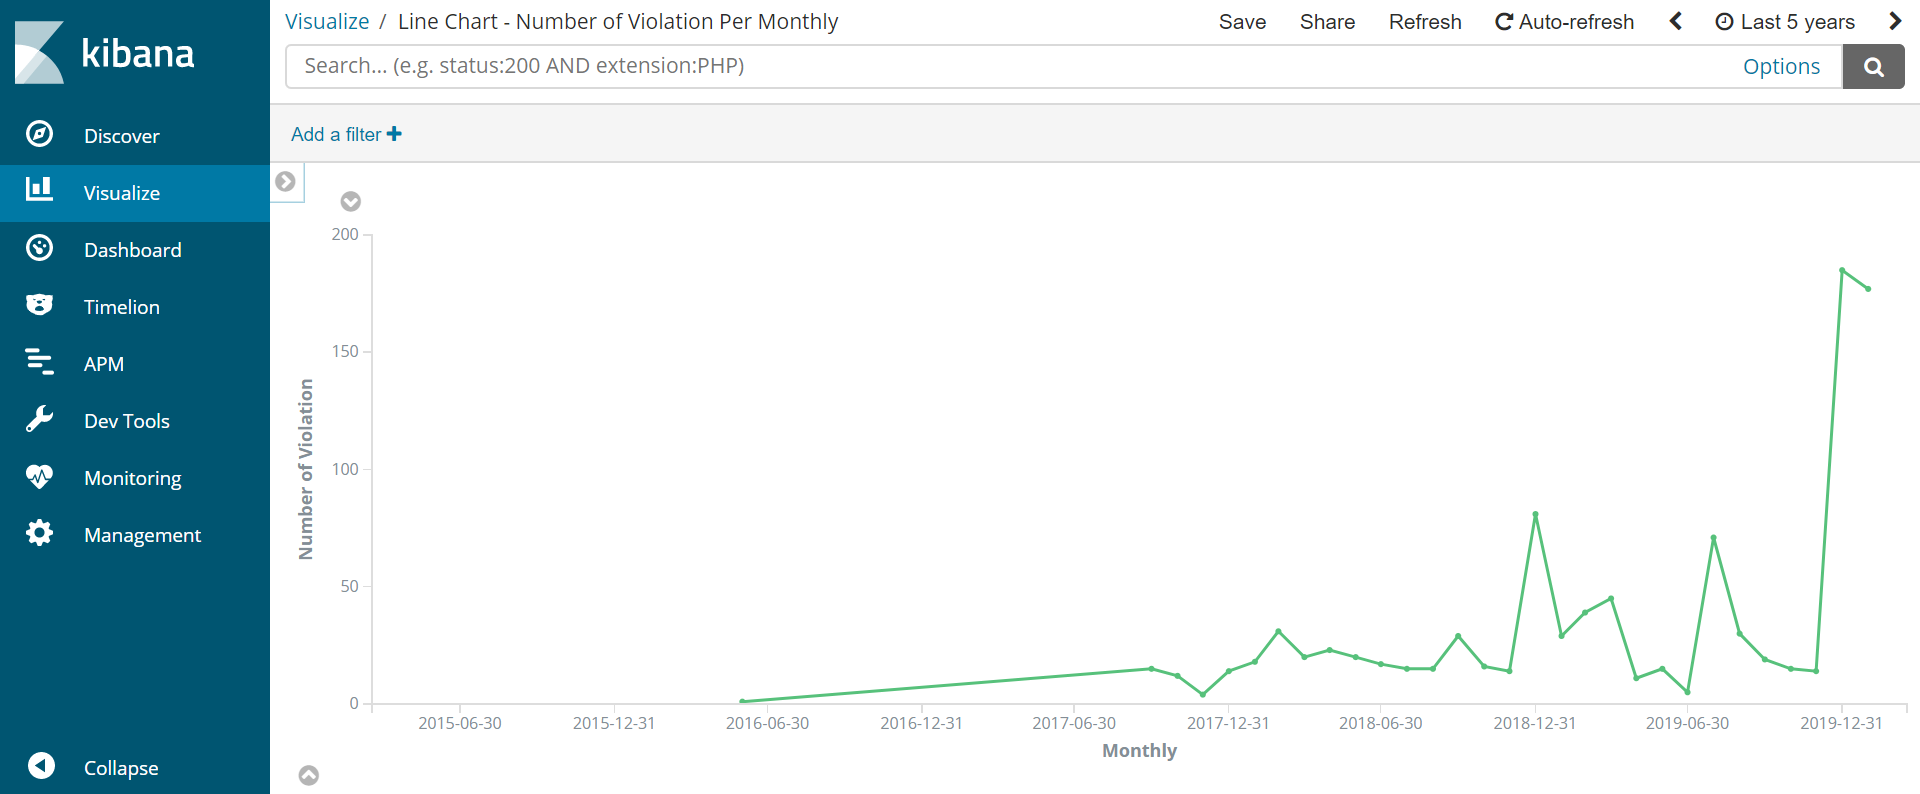 kibana
Discover
Visualize
Dashboard
Timelion
APM
Dev Tools
Monitoring
Management
Collapse
Visualize / Line Chart - Number of Violation Per Monthly
Save Share Refresh Auto-refresh Last 5 years
Search... (e.g. status:200 AND extension:PHP) Options
Add a filter
200
150
100
50
0
Number of Violation
2015-06-30 2015-12-31 2016-06-30 2016-12-31 2017-06-30 2017-12-31 2018-06-30 2018-12-31 2019-06-30 2019-12-31
Monthly